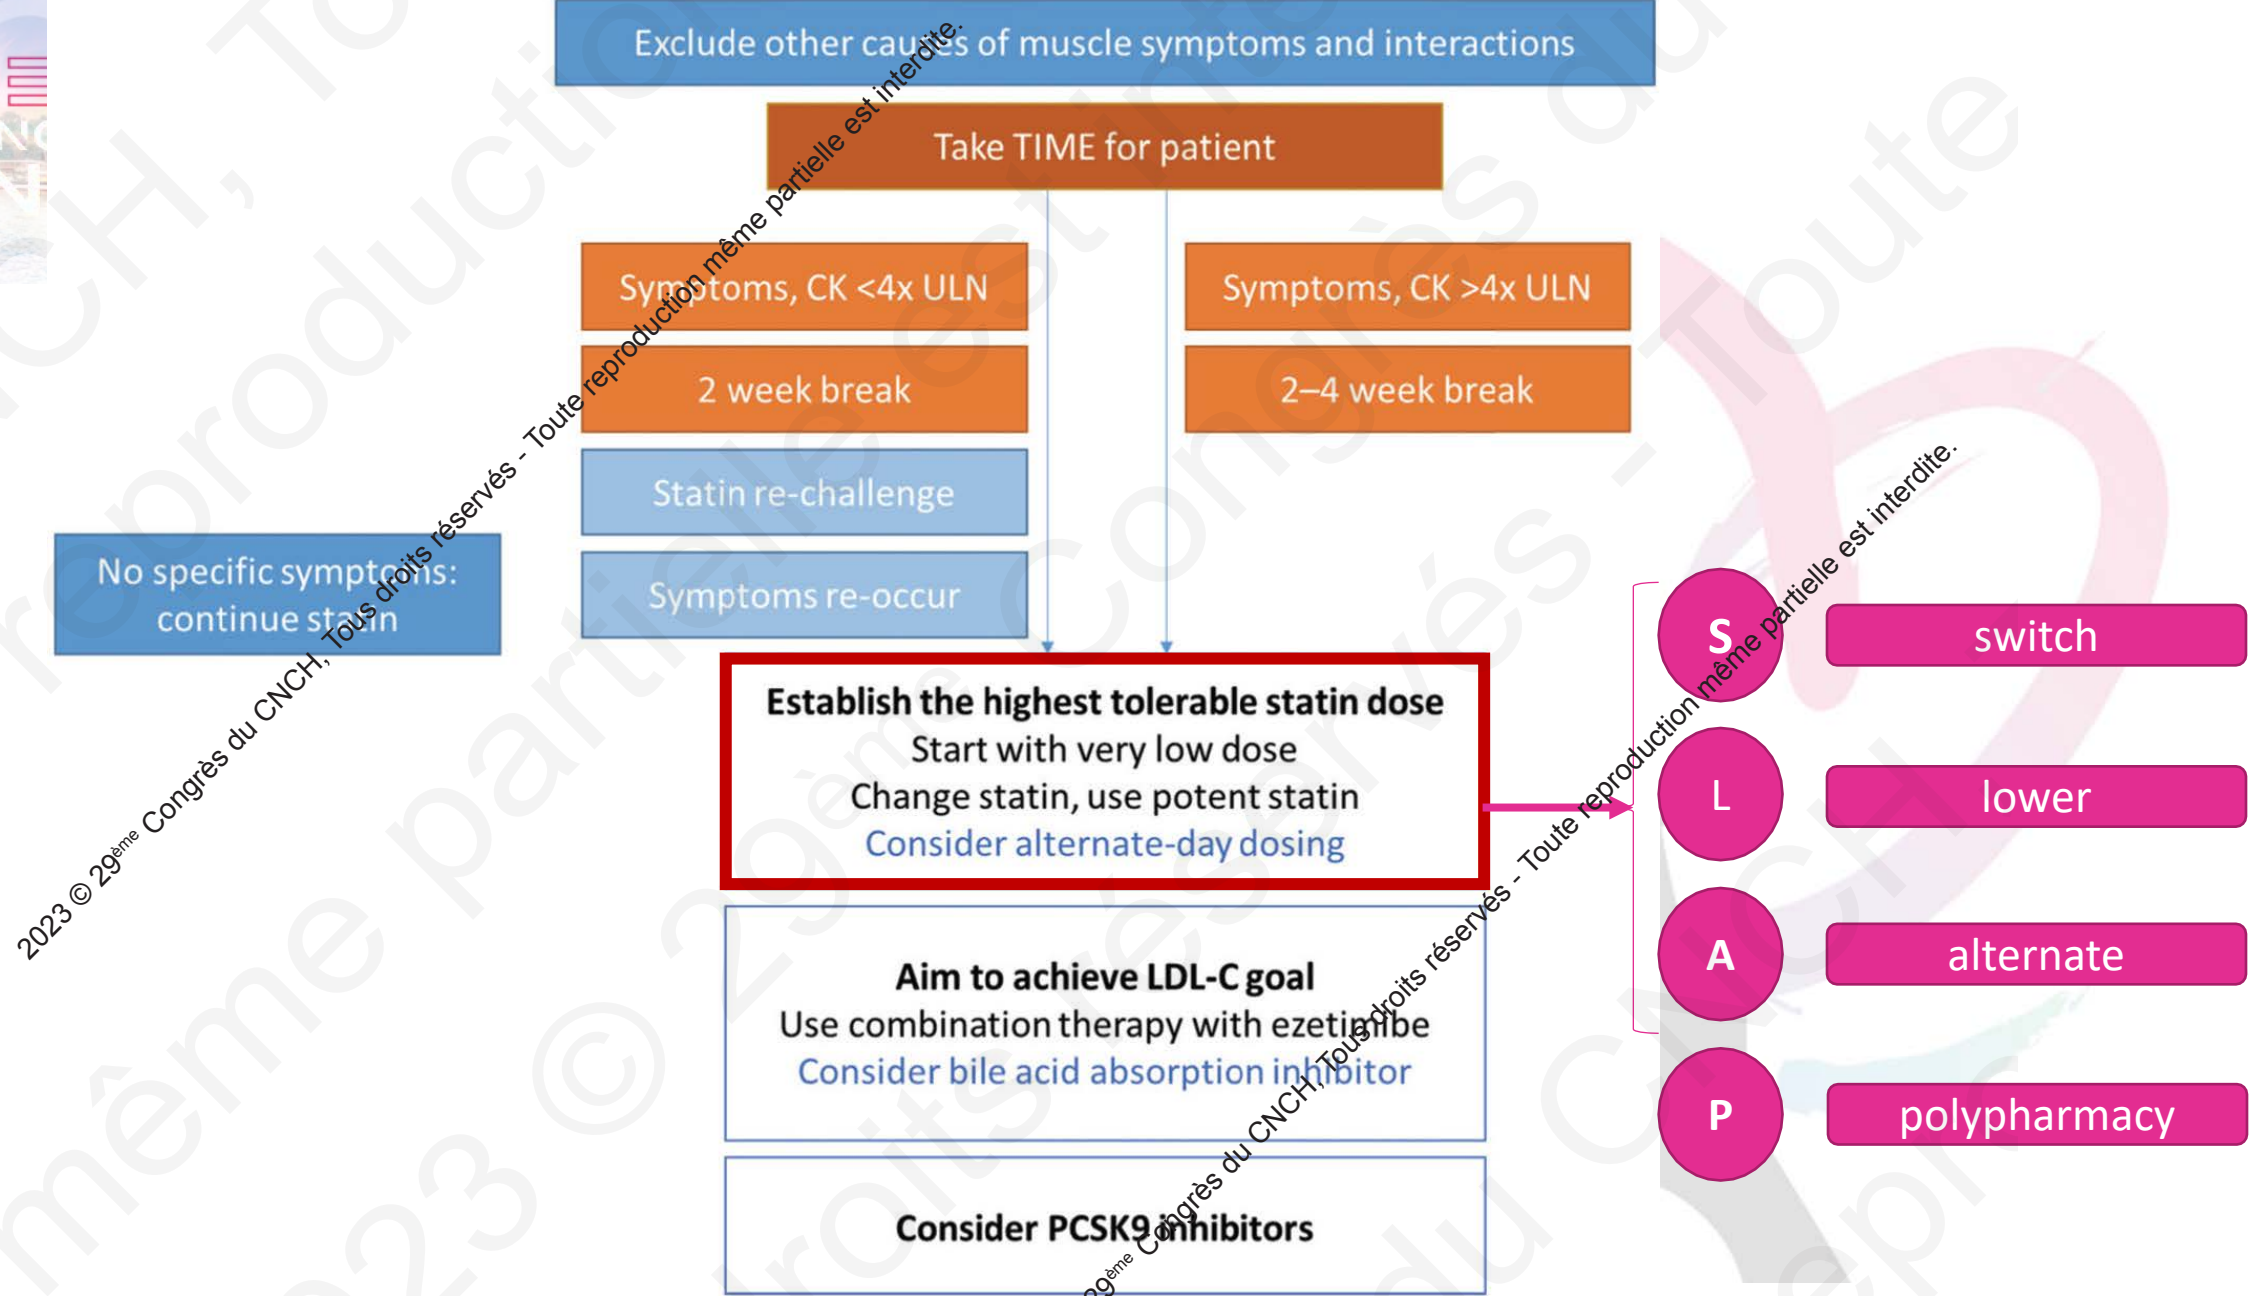 Exclude other causes of muscle symptoms and interactions
Take TIME for patient
Symptoms, CK <4x ULN
Symptoms, CK >4x ULN
2 week break
2–4 week break
Statin re-challenge
Symptoms re-occur
No specific symptoms:
continue statin
Establish the highest tolerable statin dose
Start with very low dose
Change statin, use potent statin
Consider alternate-day dosing
Aim to achieve LDL-C goal
Use combination therapy with ezetimibe
Consider bile acid absorption inhibitor
Consider PCSK9 inhibitors
S
switch
L
lower
A
alternate
P
polypharmacy
2023 © 29ème Congrès du CNCH, Tous droits réservés - Toute reproduction même partielle est interdite.
29ème Congrès du CNCH, Tous droits réservés - Toute reproduction même partielle est interdite.